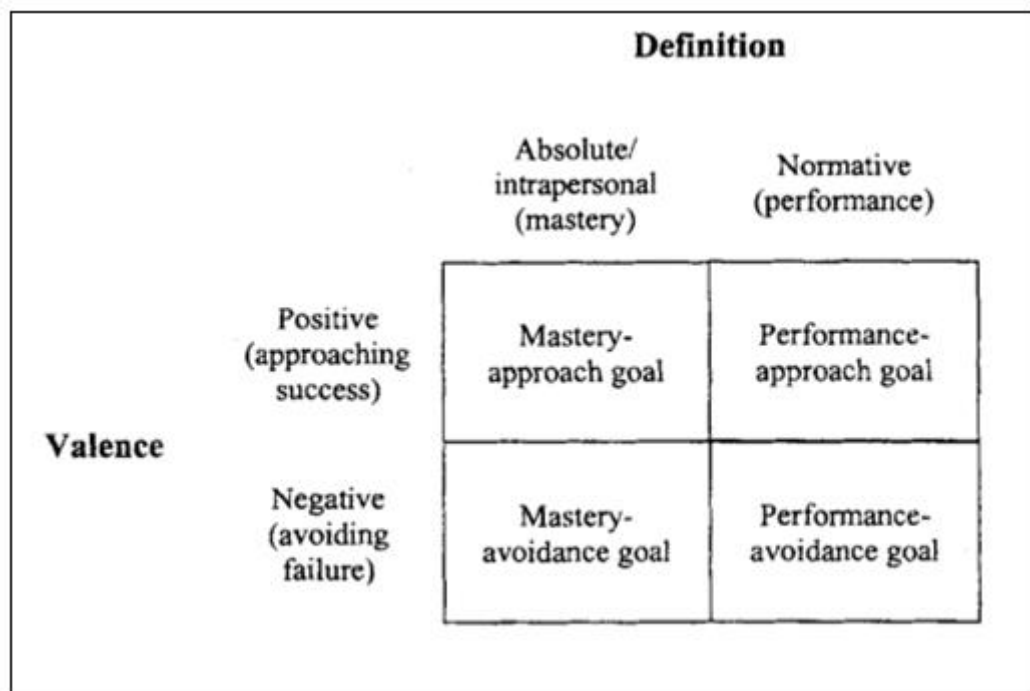 Definition
Absolute/
intrapersonal
(mastery)
Normative
(performance)
Positive
(approaching
success)
Mastery-
approach goal
Performance-
approach goal
Valence
Negative
(avoiding
failure)
Mastery-
avoidance goal
Performance-
avoidance goal